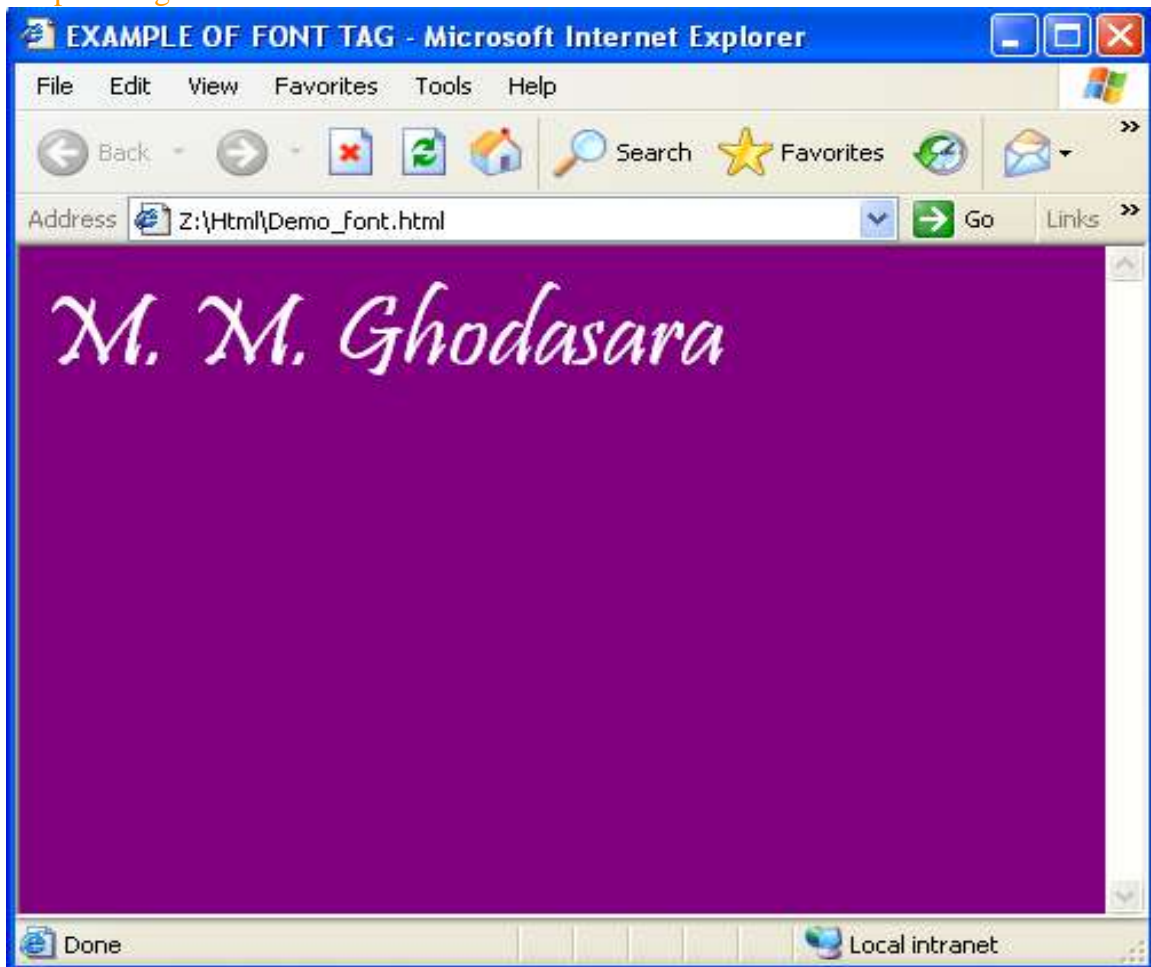 EXAMPLE OF FONT TAG - Microsoft Internet Explorer
File Edit View Favorites Tools Help
Back Search Favorites »
Address Z:\Html\Demo_font.html Go Links »
M. M. Ghodasara
Done Local intranet